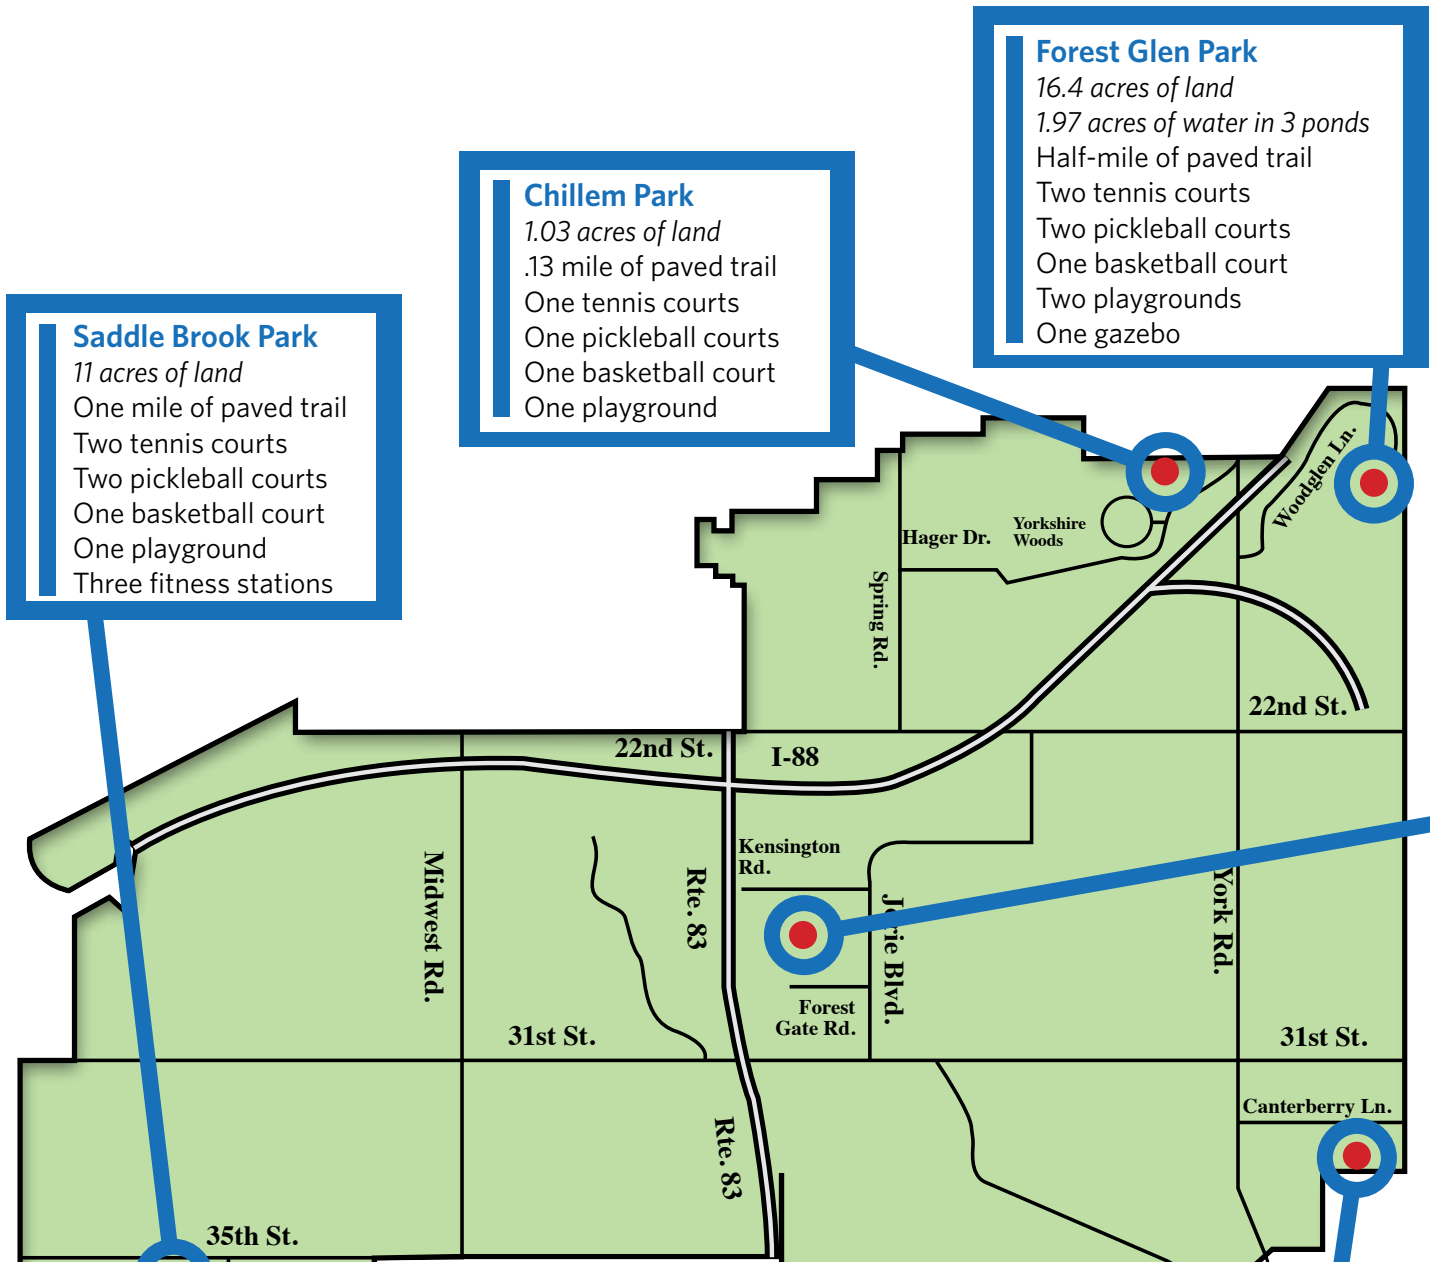 Forest Glen Park
16.4 acres of land
1.97 acres of water in 3 ponds
Half-mile of paved trail
Two tennis courts
Two pickleball courts
One basketball court
Two playgrounds
One gazebo
Chillem Park
1.03 acres of land
.13 mile of paved trail
One tennis courts
One pickleball courts
One basketball court
One playground
Saddle Brook Park
11 acres of land
One mile of paved trail
Two tennis courts
Two pickleball courts
One basketball court
One playground
Three fitness stations
Woodglen Ln.
Hager Dr.
Yorkshire
Woods
Spring Rd.
22nd St.
22nd St.
I-88
Kensington
Rd.
Midwest Rd.
Rte. 83
Jorie Blvd.
York Rd.
Forest
Gate Rd.
31st St.
31st St.
Canterberry Ln.
Rte. 83
35th St.